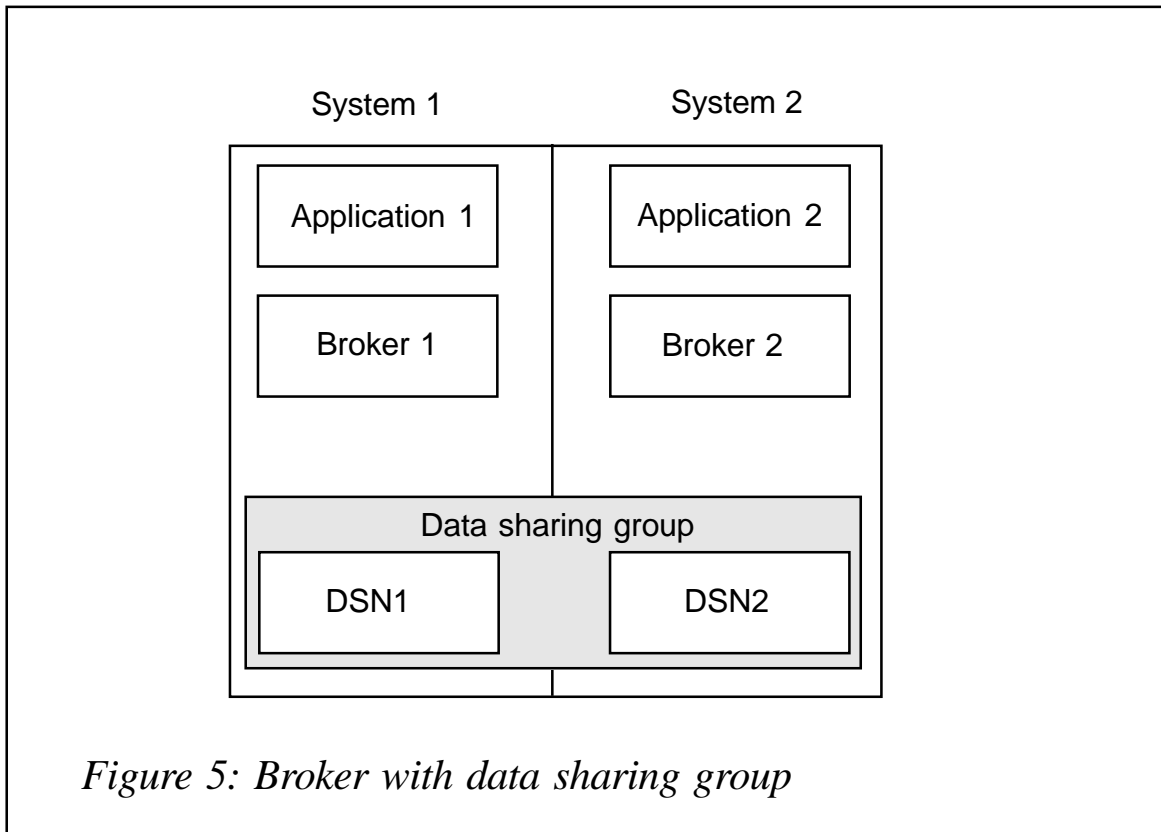 System 1
System 2
Application 1
Application 2
Broker 1
Broker 2
Data sharing group
DSN1
DSN2
Figure 5: Broker with data sharing group